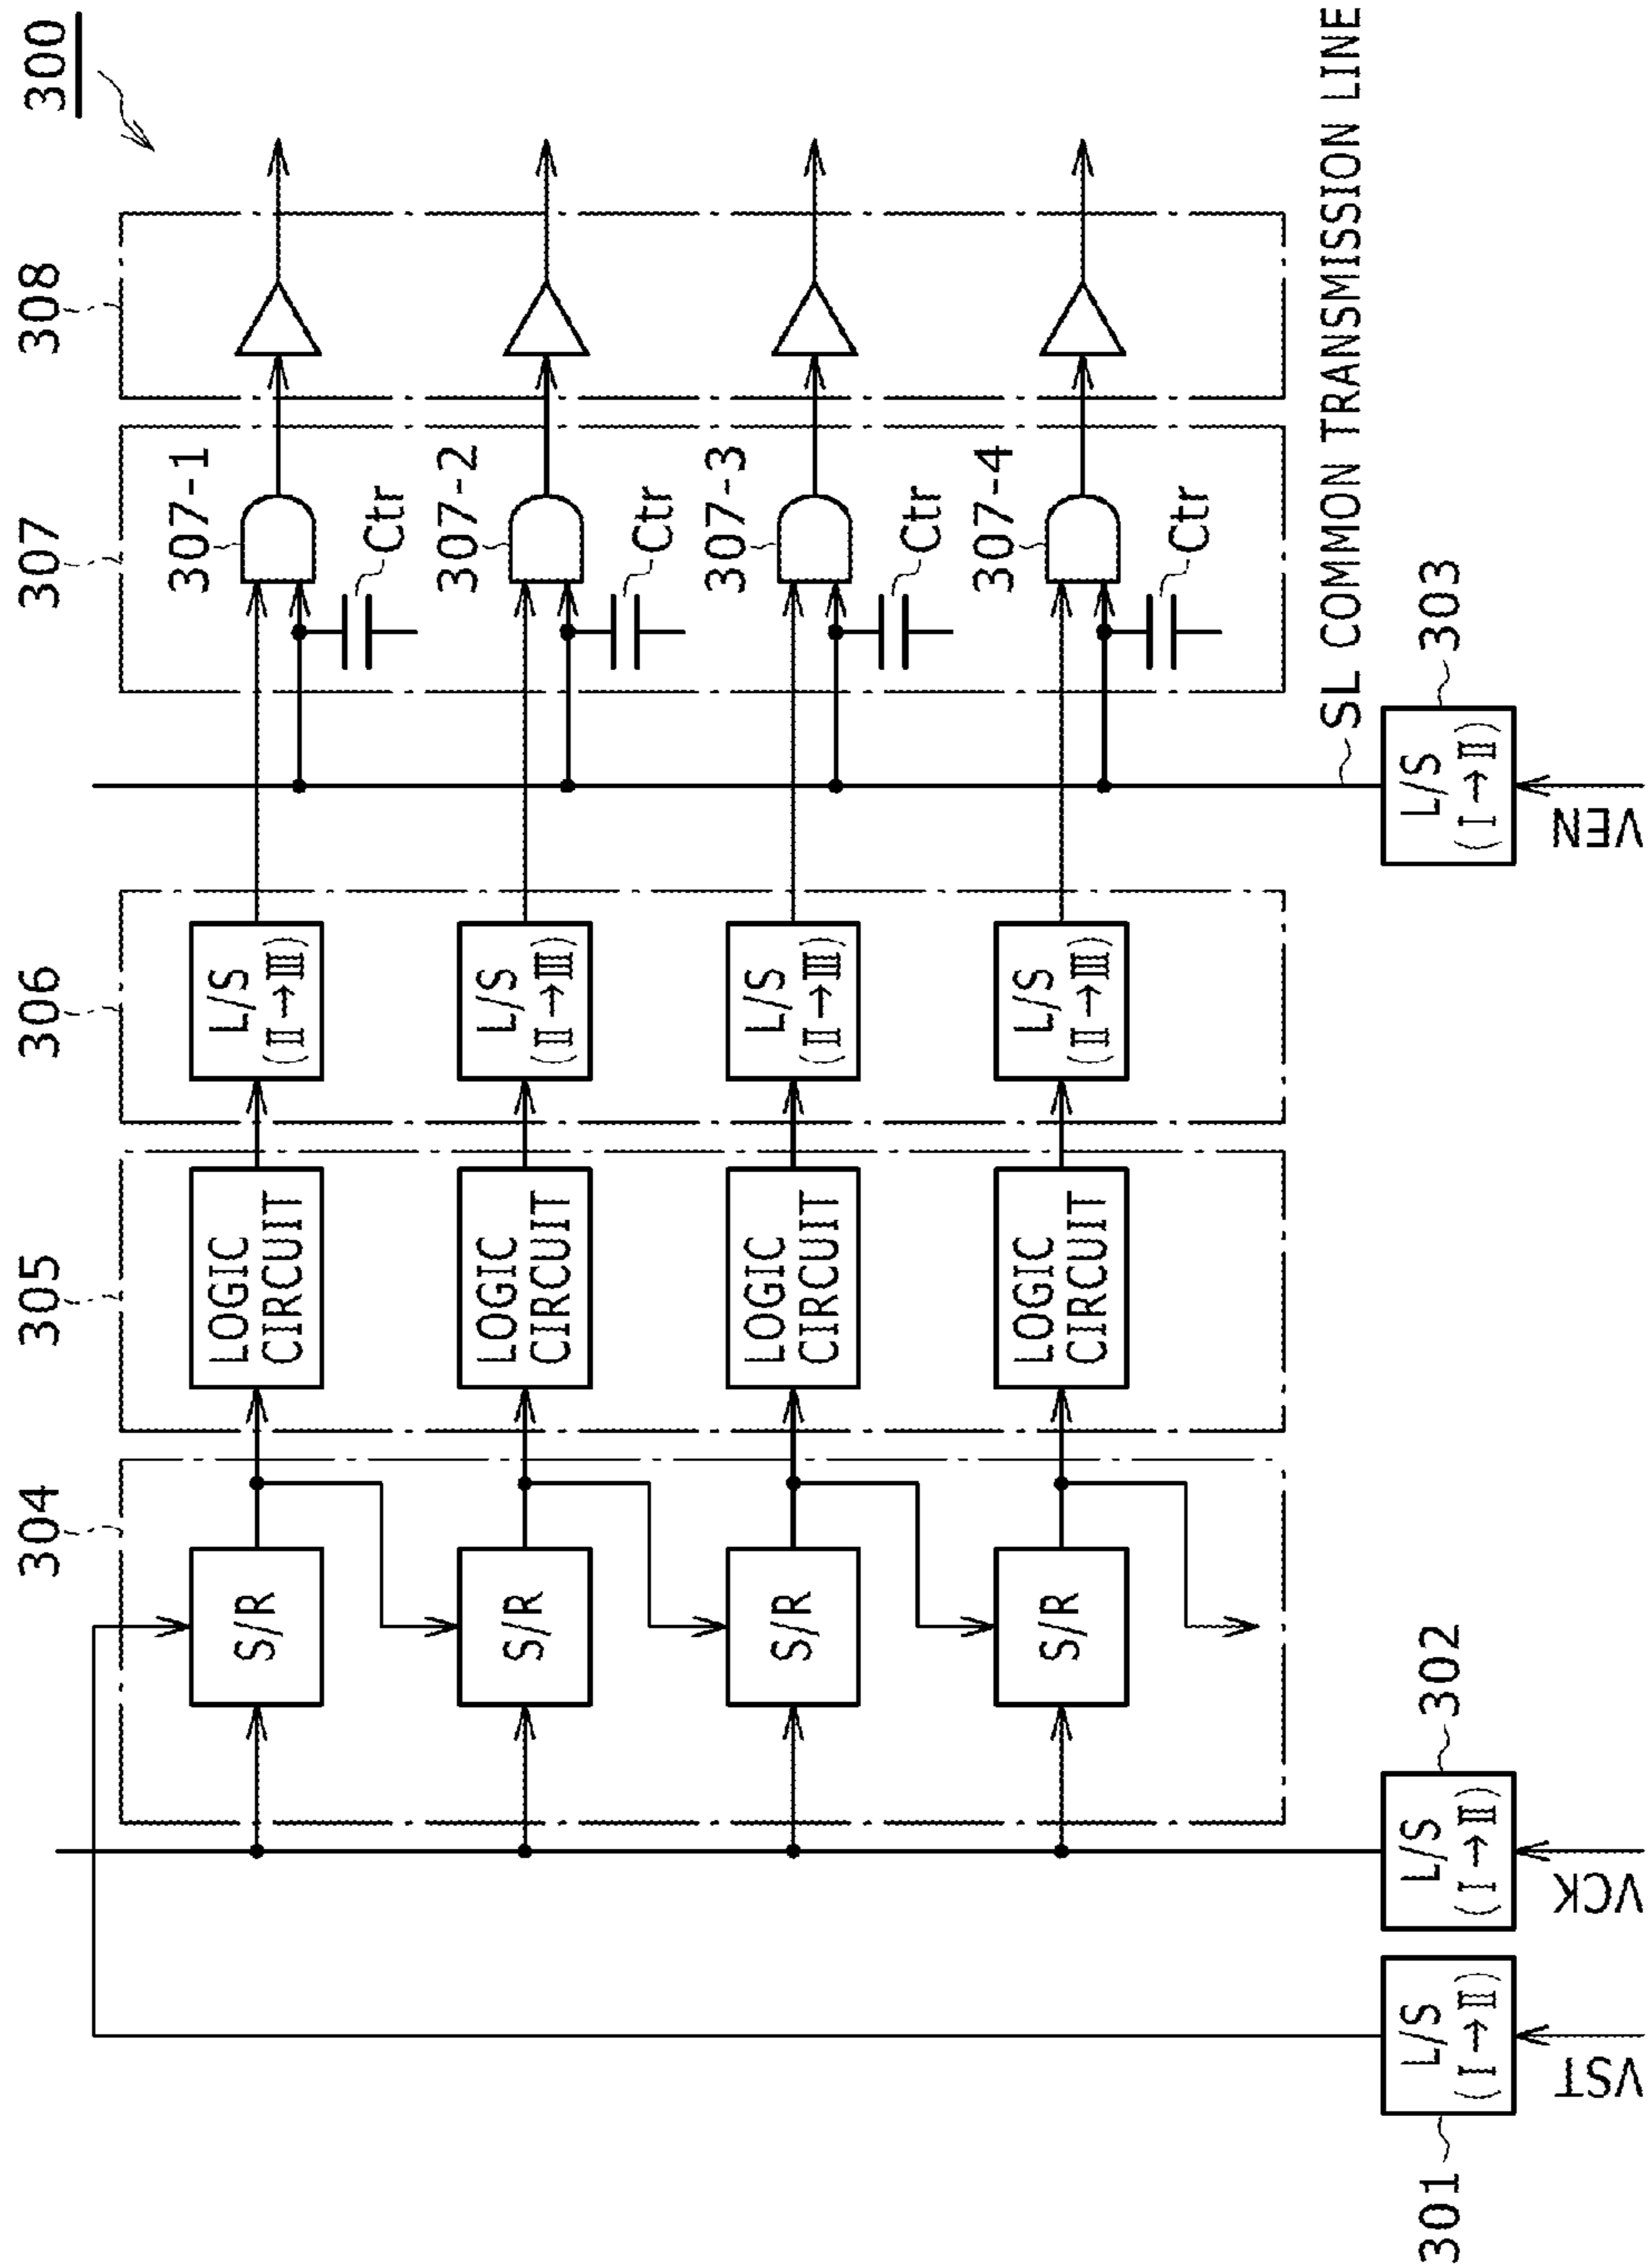 300
304
305
306
307
308
S/R
LOGIC
CIRCUIT
L/S
(II→III)
307-1
Ctr
S/R
LOGIC
CIRCUIT
L/S
(II→III)
307-2
Ctr
S/R
LOGIC
CIRCUIT
L/S
(II→III)
307-3
Ctr
S/R
LOGIC
CIRCUIT
L/S
(II→III)
307-4
Ctr
SL COMMON TRANSMISSION LINE
301
L/S
(I→II)
VST
302
L/S
(I→II)
VCK
303
L/S
(I→II)
VEN